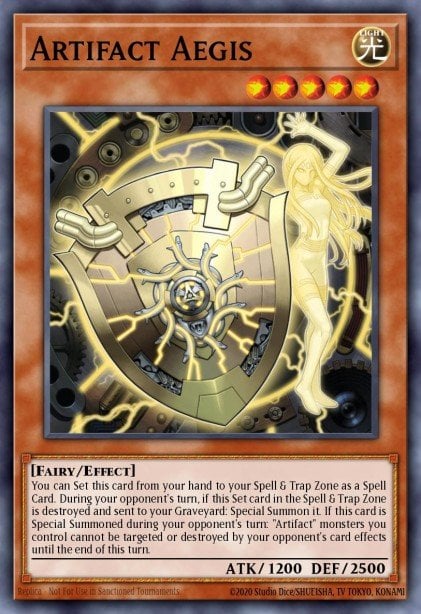 Artifact Aegis
LIGHT
光
[Fairy/Effect]
You can Set this card from your hand to your Spell & Trap Zone as a Spell
Card. During your opponent's turn, if this Set card in the Spell & Trap Zone
is destroyed and sent to your Graveyard: Special Summon it. If this card is
Special Summoned during your opponent's turn: "Artifact" monsters you
control cannot be targeted or destroyed by your opponent's card effects
until the end of this turn.
ATK/1200 DEF/2500
Replica - Not For Use in Sanctioned Tournaments
©2020 Studio Dice/SHUEISHA, TV TOKYO, KONAMI